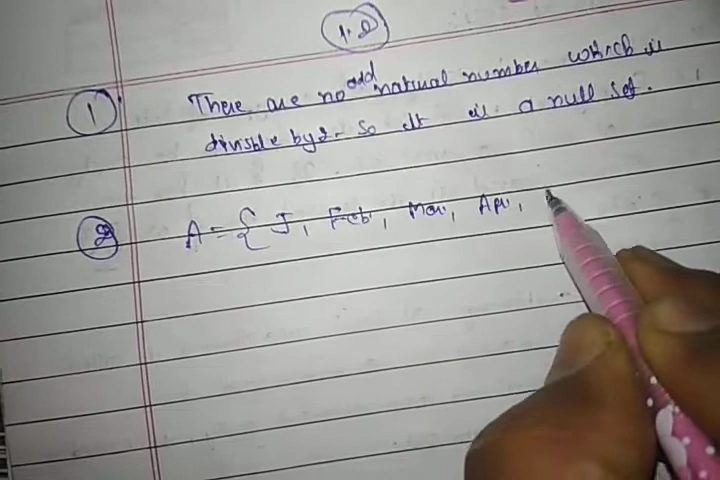 1.2
1 There are no odd natural number which is
divisble by 2. So it is a null set.
2 A = { J, Feb, Mar, Apr,